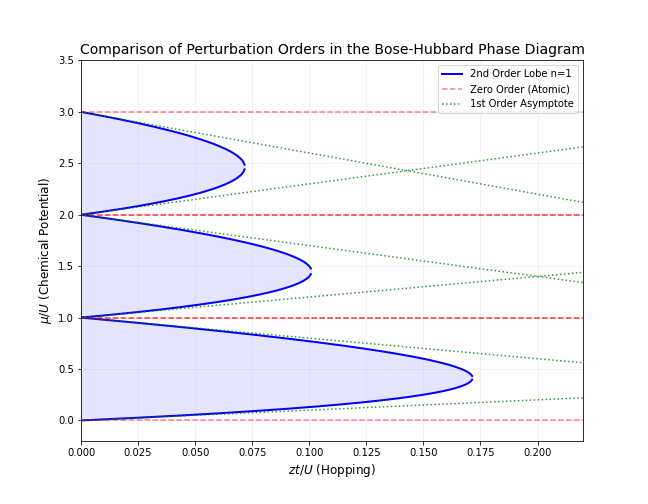 Comparison of Perturbation Orders in the Bose-Hubbard Phase Diagram
2nd Order Lobe n=1
Zero Order (Atomic)
1st Order Asymptote
μ/U (Chemical Potential)
3.5
3.0
2.5
2.0
1.5
1.0
0.5
0.0
0.000 0.025 0.050 0.075 0.100 0.125 0.150 0.175 0.200
zt/U (Hopping)